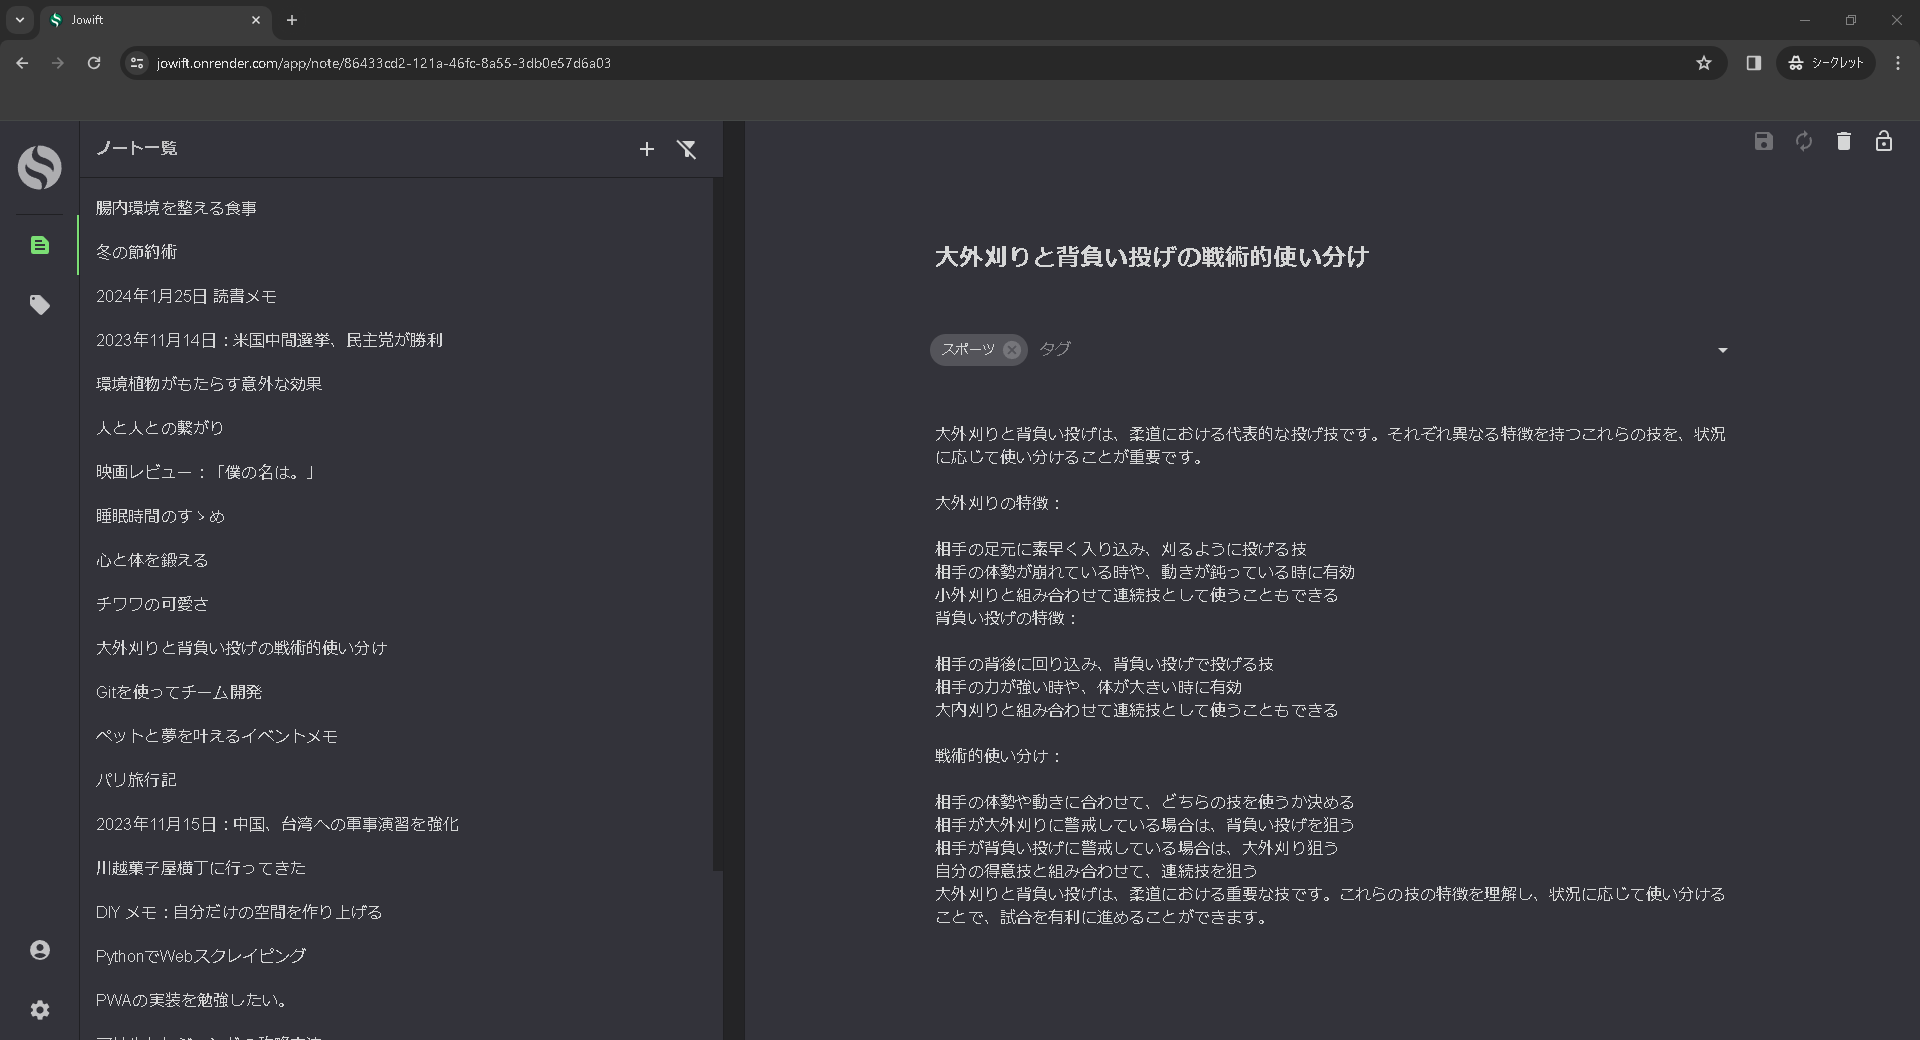 Jowift
jowift.onrender.com/app/note/86433cd2-121a-46fc-8a55-3db0e57d6a03
シークレット
ノート一覧
腸内環境を整える食事
冬の節約術
2024年1月25日 読書メモ
2023年11月14日：米国中間選挙、民主党が勝利
環境植物がもたらす意外な効果
人と人との繋がり
映画レビュー：「僕の名は。」
睡眠時間のすゝめ
心と体を鍛える
チワワの可愛さ
大外刈りと背負い投げの戦術的使い分け
Gitを使ってチーム開発
ペットと夢を叶えるイベントメモ
パリ旅行記
2023年11月15日：中国、台湾への軍事演習を強化
川越菓子屋横丁に行ってきた
DIY メモ：自分だけの空間を作り上げる
PythonでWebスクレイピング
PWAの実装を勉強したい。
大外刈りと背負い投げの戦術的使い分け
スポーツ タグ
大外刈りと背負い投げは、柔道における代表的な投げ技です。それぞれ異なる特徴を持つこれらの技を、状況
に応じて使い分けることが重要です。
大外刈りの特徴：
相手の足元に素早く入り込み、刈るように投げる技
相手の体勢が崩れている時や、動きが鈍っている時に有効
小外刈りと組み合わせて連続技として使うこともできる
背負い投げの特徴：
相手の背後に回り込み、背負い投げで投げる技
相手の力が強い時や、体が大きい時に有効
大内刈りと組み合わせて連続技として使うこともできる
戦術的使い分け：
相手の体勢や動きに合わせて、どちらの技を使うか決める
相手が大外刈りに警戒している場合は、背負い投げを狙う
相手が背負い投げに警戒している場合は、大外刈り狙う
自分の得意技と組み合わせて、連続技を狙う
大外刈りと背負い投げは、柔道における重要な技です。これらの技の特徴を理解し、状況に応じて使い分ける
ことで、試合を有利に進めることができます。